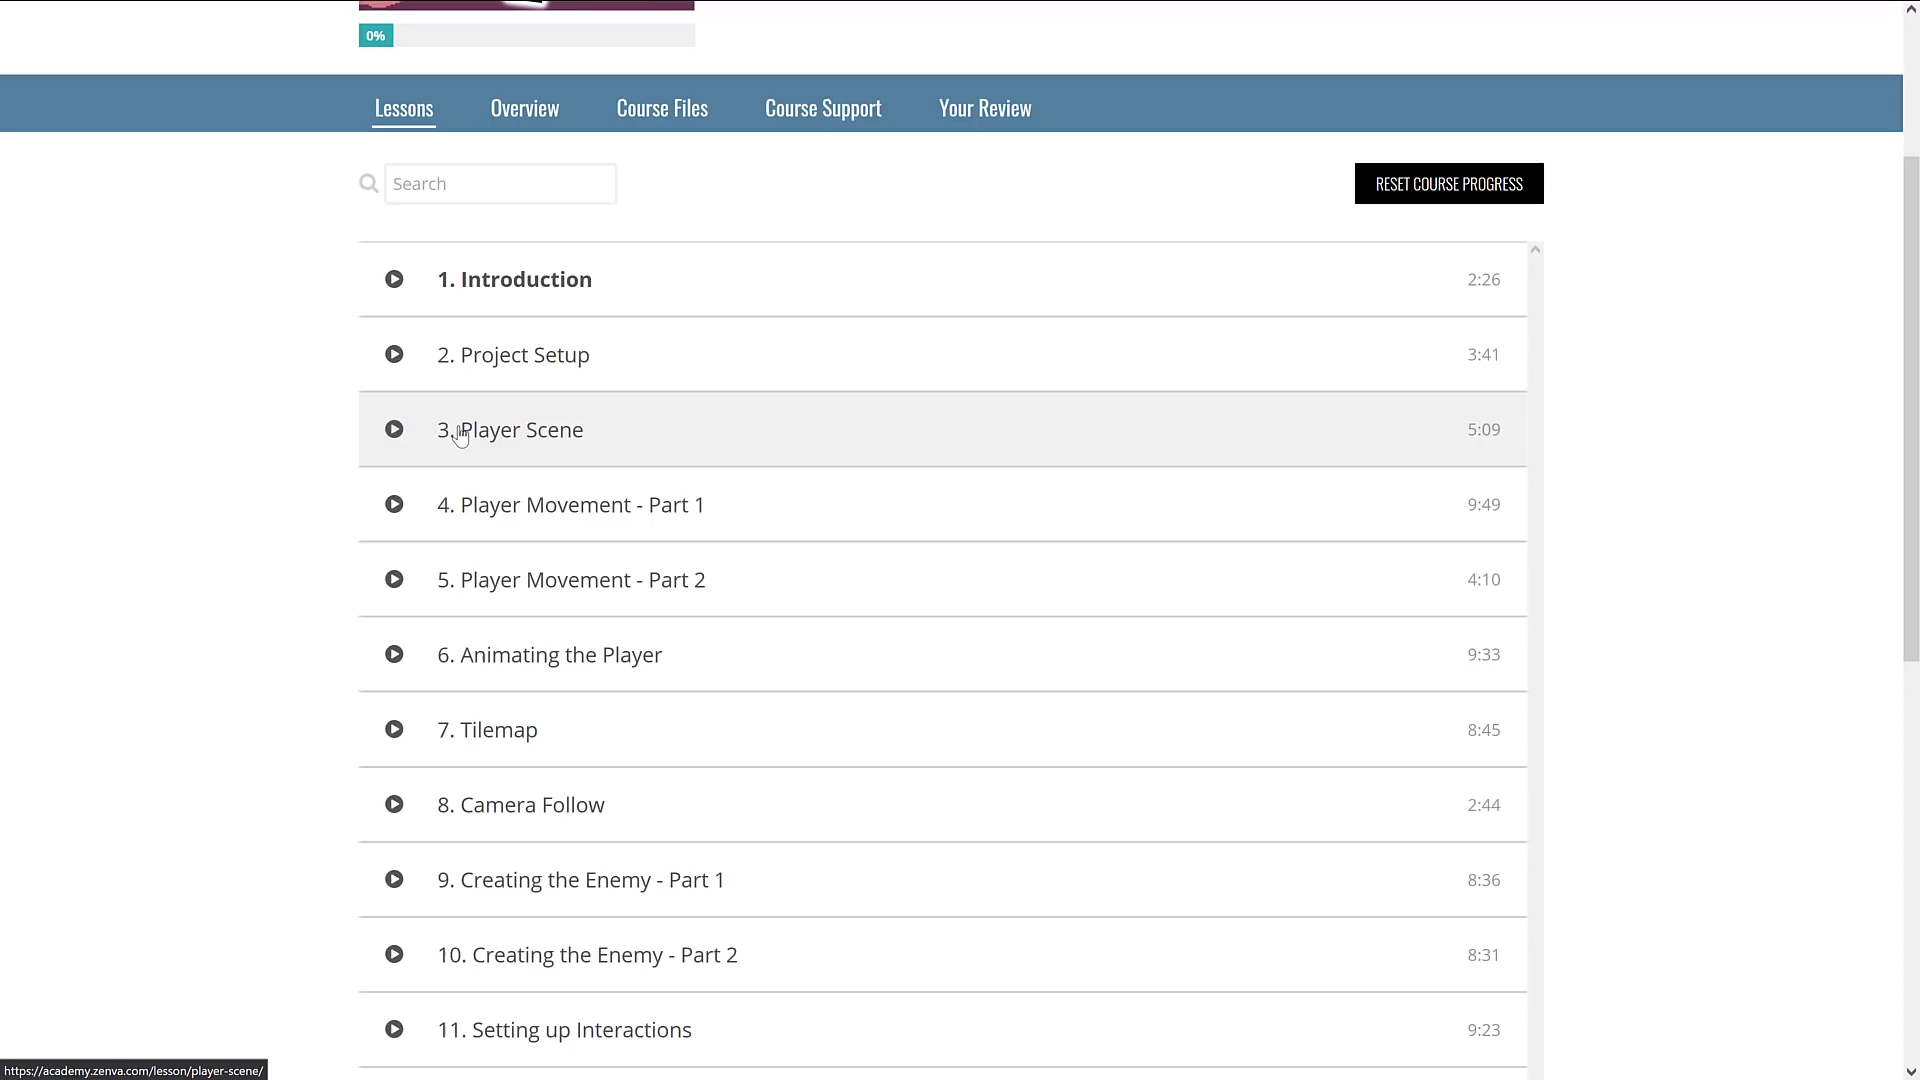 0%
Lessons
Overview
Course Files
Course Support
Your Review
Search
RESET COURSE PROGRESS
1. Introduction 2:26
2. Project Setup 3:41
3. Player Scene 5:09
4. Player Movement - Part 1 9:49
5. Player Movement - Part 2 4:10
6. Animating the Player 9:33
7. Tilemap 8:45
8. Camera Follow 2:44
9. Creating the Enemy - Part 1 8:36
10. Creating the Enemy - Part 2 8:31
11. Setting up Interactions 9:23
https://academy.zenva.com/lesson/player-scene/